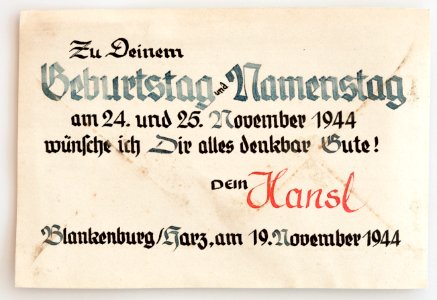 Zu Deinem
Geburtstag und Namenstag
am 24. und 25. November 1944
wünsche ich Dir alles denkbar Gute!
Dein Hansl
Blankenburg/Harz, am 19. November 1944